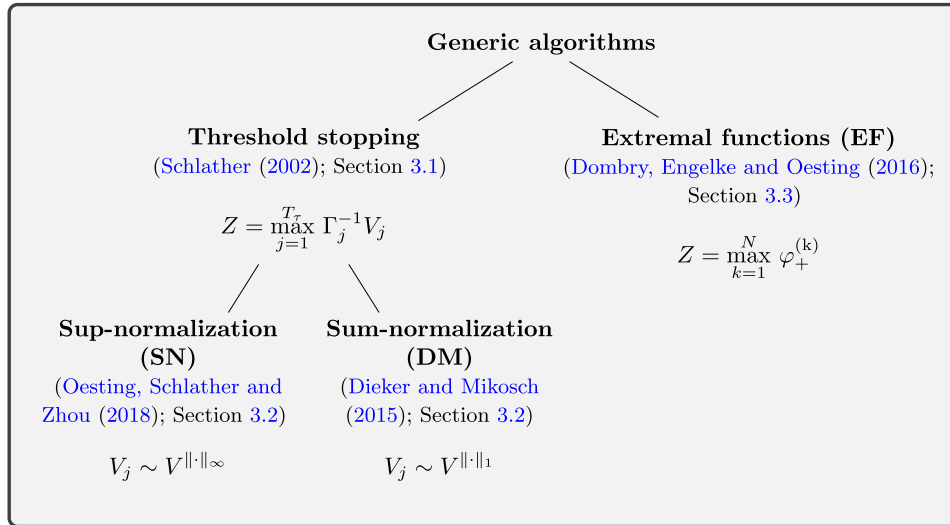 Generic algorithms
Threshold stopping
(Schlather (2002); Section 3.1)
Z = max_{j=1}^{T_τ} Γ_j^{-1} V_j
Extremal functions (EF)
(Dombry, Engelke and Oesting (2016);
Section 3.3)
Z = max_{k=1}^{N} φ_+^{(k)}
Sup-normalization
(SN)
(Oesting, Schlather and
Zhou (2018); Section 3.2)
V_j ∼ V^{‖·‖_∞}
Sum-normalization
(DM)
(Dieker and Mikosch
(2015); Section 3.2)
V_j ∼ V^{‖·‖_1}